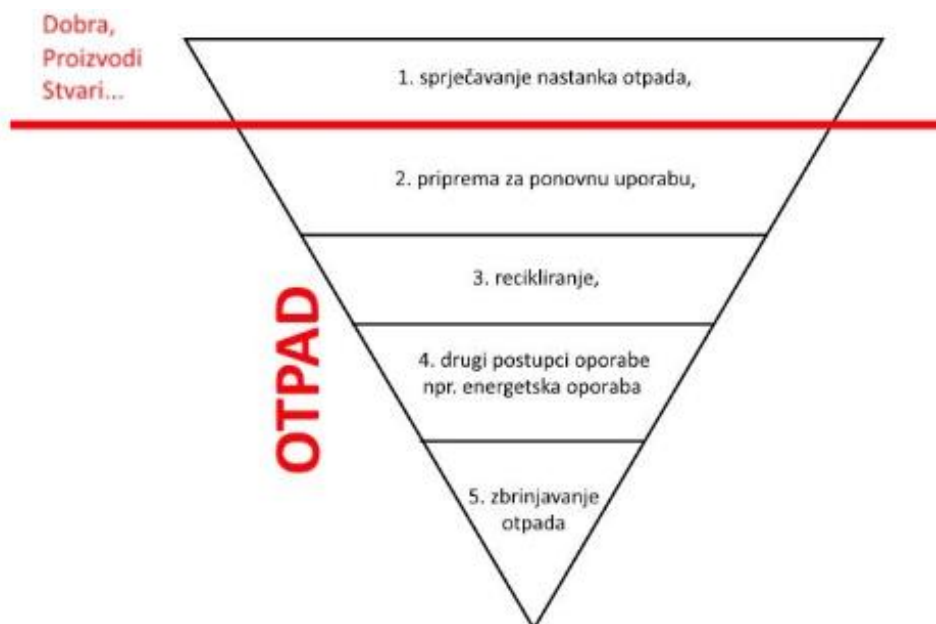 Dobra,
Proizvodi
Stvari...
1. sprječavanje nastanka otpada,
2. priprema za ponovnu uporabu,
3. recikliranje,
4. drugi postupci oporabe
npr. energetska oporaba
5. zbrinjavanje
otpada
OTPAD